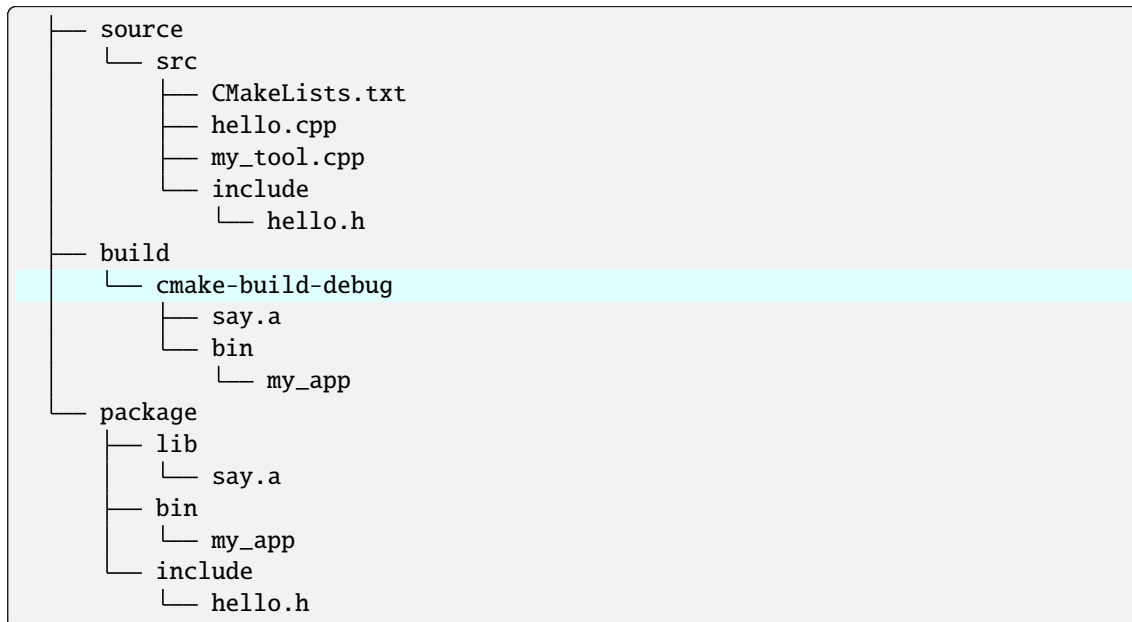 ├── source
│   └── src
│       ├── CMakeLists.txt
│       ├── hello.cpp
│       ├── my_tool.cpp
│       └── include
│           └── hello.h
├── build
│   └── cmake-build-debug
│       ├── say.a
│       └── bin
│           └── my_app
└── package
    ├── lib
    │   └── say.a
    ├── bin
    │   └── my_app
    └── include
        └── hello.h